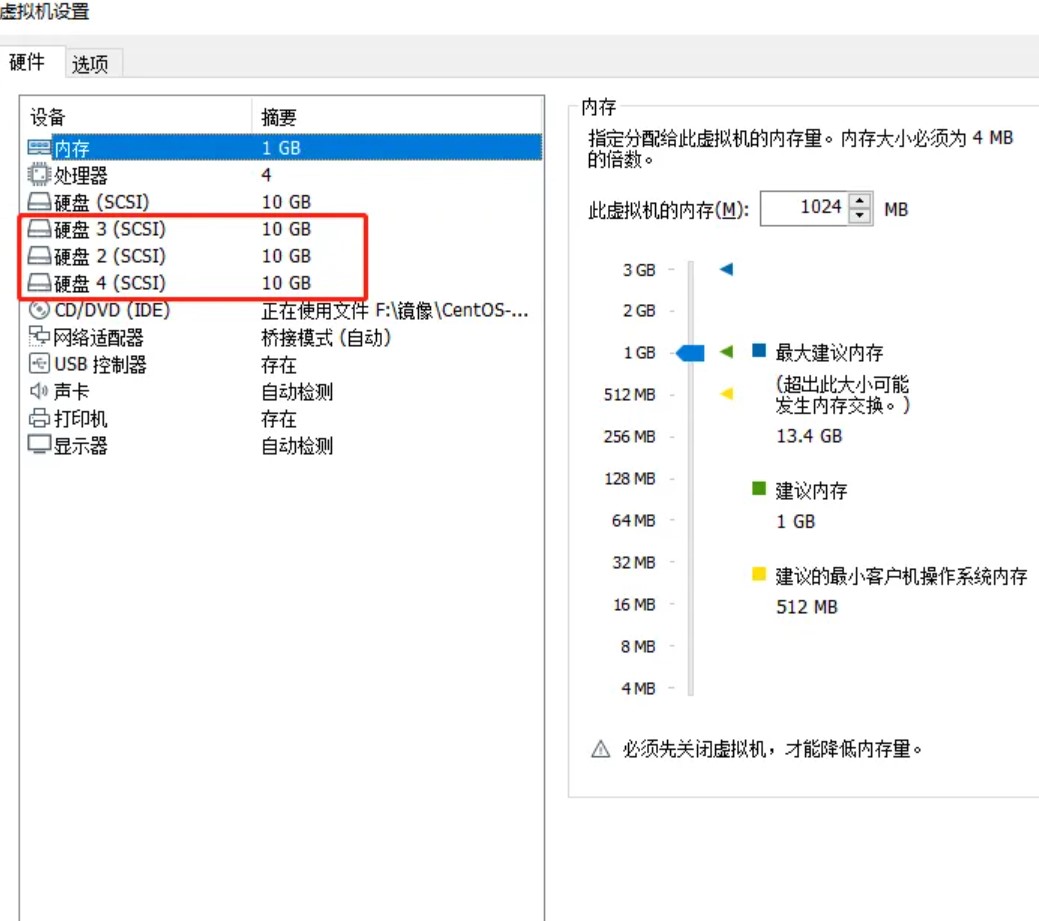 虚拟机设置
硬件 选项
设备 摘要
内存 1 GB
处理器 4
硬盘 (SCSI) 10 GB
硬盘 3 (SCSI) 10 GB
硬盘 2 (SCSI) 10 GB
硬盘 4 (SCSI) 10 GB
CD/DVD (IDE) 正在使用文件 F:\镜像\CentOS-...
网络适配器 桥接模式 (自动)
USB 控制器 存在
声卡 自动检测
打印机 存在
显示器 自动检测
内存
指定分配给此虚拟机的内存量。内存大小必须为 4 MB
的倍数。
此虚拟机的内存(M): 1024 MB
3 GB
2 GB
1 GB
512 MB
256 MB
128 MB
64 MB
32 MB
16 MB
8 MB
4 MB
最大建议内存
(超出此大小可能
发生内存交换。)
13.4 GB
建议内存
1 GB
建议的最小客户机操作系统内存
512 MB
必须先关闭虚拟机，才能降低内存量。